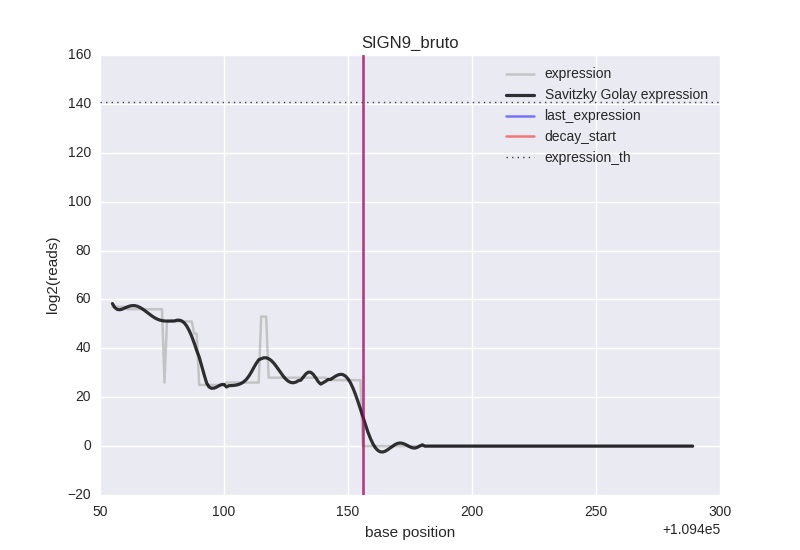 SIGN9_bruto
160
140
120
100
80
60
40
20
0
−20
log2(reads)
expression
Savitzky Golay expression
last_expression
decay_start
expression_th
50
100
150
200
250
300
+1.094e5
base position